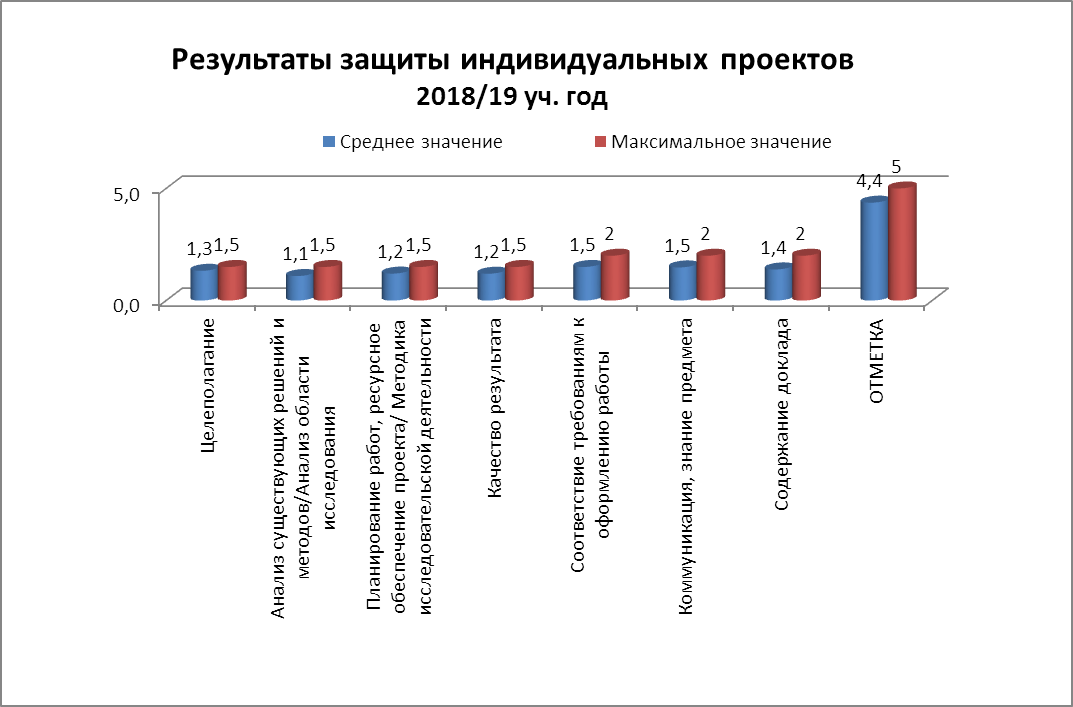 Результаты защиты индивидуальных проектов
2018/19 уч. год
Среднее значение
Максимальное значение
5,0
0,0
1,3
1,5
1,1
1,5
1,2
1,5
1,2
1,5
1,5
2
1,5
2
1,4
2
4,4
5
Целеполагание
Анализ существующих решений и
методов/Анализ области
исследования
Планирование работ, ресурсное
обеспечение проекта/ Методика
исследовательской деятельности
Качество результата
Соответствие требованиям к
оформлению работы
Коммуникация, знание предмета
Содержание доклада
ОТМЕТКА